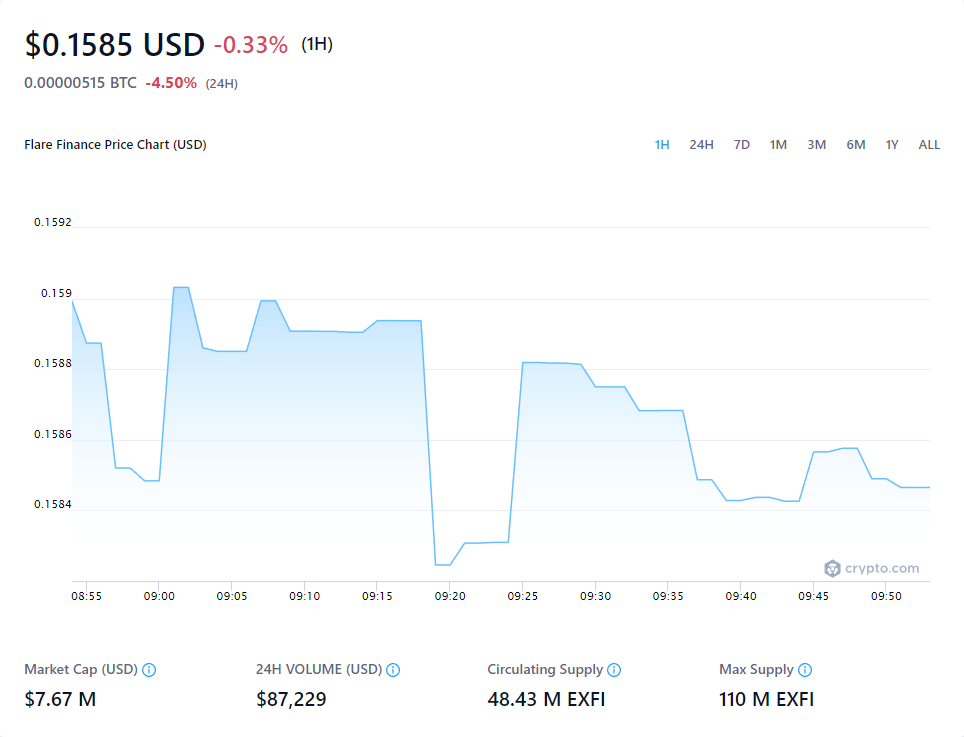 $0.1585 USD -0.33% (1H)
0.00000515 BTC -4.50% (24H)
Flare Finance Price Chart (USD) 1H 24H 7D 1M 3M 6M 1Y ALL
0.1592
0.159
0.1588
0.1586
0.1584
crypto.com
08:55 09:00 09:05 09:10 09:15 09:20 09:25 09:30 09:35 09:40 09:45 09:50
Market Cap (USD) 24H VOLUME (USD) Circulating Supply Max Supply
$7.67 M $87,229 48.43 M EXFI 110 M EXFI